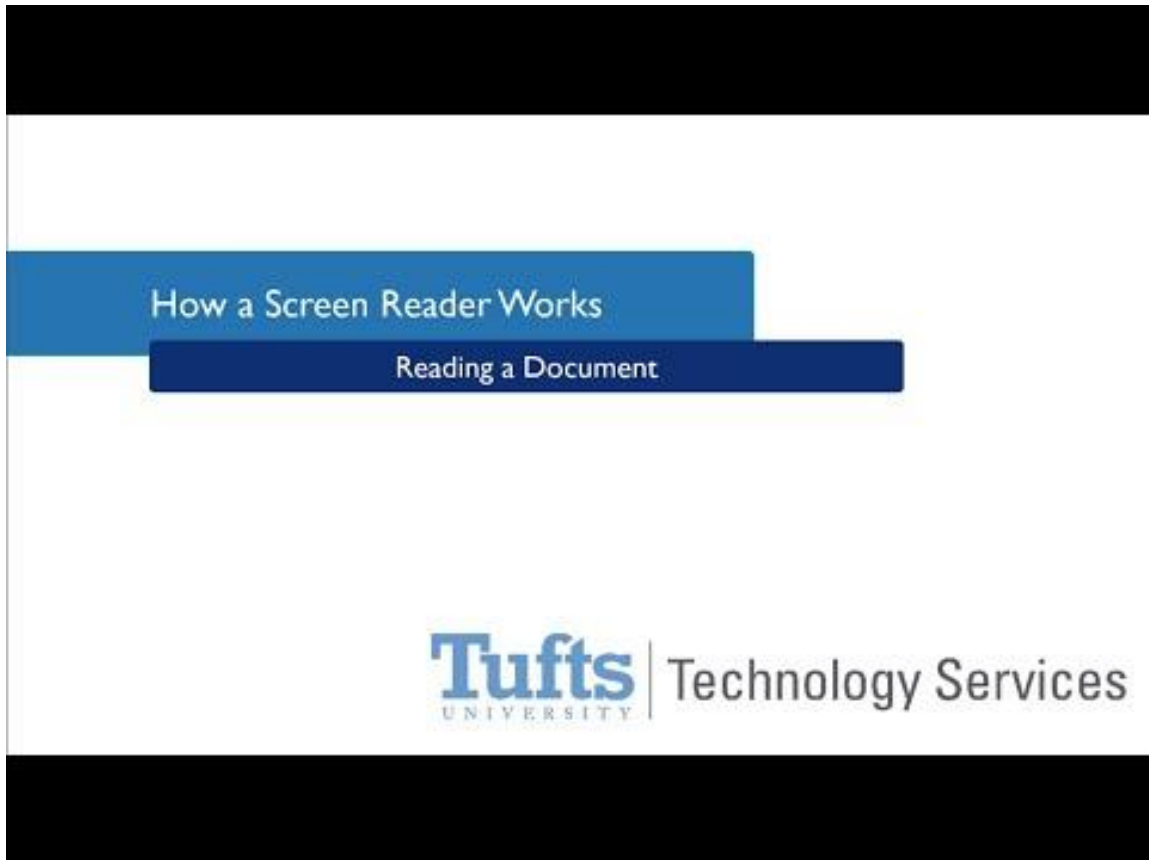 How a Screen Reader Works
Reading a Document
Tufts
UNIVERSITY
Technology Services